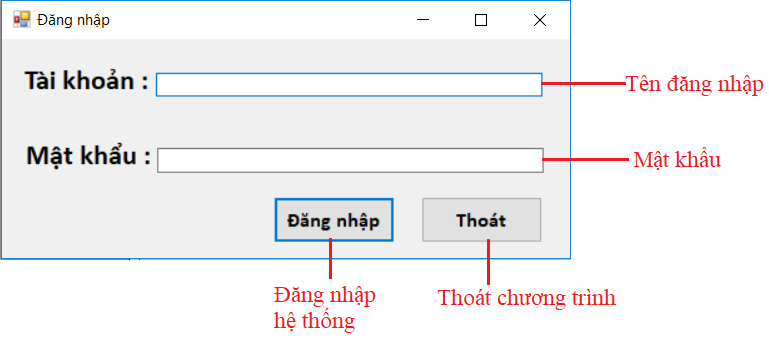 Đăng nhập
Tài khoản :
Tên đăng nhập
Mật khẩu :
Mật khẩu
Đăng nhập
Thoát
Đăng nhập
hệ thống
Thoát chương trình